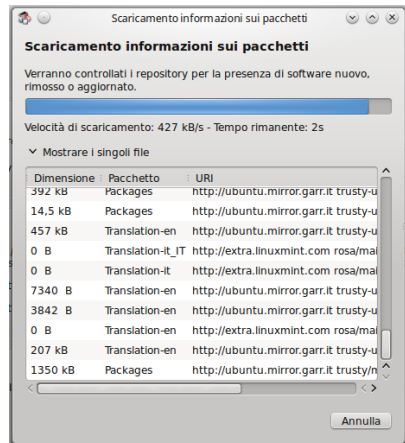 Scaricamento informazioni sui pacchetti
Scaricamento informazioni sui pacchetti
Verranno controllati i repository per la presenza di software nuovo,
rimosso o aggiornato.
Velocità di scaricamento: 427 kB/s - Tempo rimanente: 2s
Mostrare i singoli file
Dimensione Pacchetto URI
392 kB Packages http://ubuntu.mirror.garr.it trusty-u
14,5 kB Packages http://ubuntu.mirror.garr.it trusty-u
457 kB Translation-en http://ubuntu.mirror.garr.it trusty-u
0 B Translation-it_IT http://extra.linuxmint.com rosa/mai
0 B Translation-it http://extra.linuxmint.com rosa/mai
7340 B Translation-en http://ubuntu.mirror.garr.it trusty-u
3842 B Translation-en http://ubuntu.mirror.garr.it trusty-u
0 B Translation-en http://extra.linuxmint.com rosa/mai
207 kB Translation-en http://ubuntu.mirror.garr.it trusty-u
1350 kB Packages http://ubuntu.mirror.garr.it trusty/m
Annulla